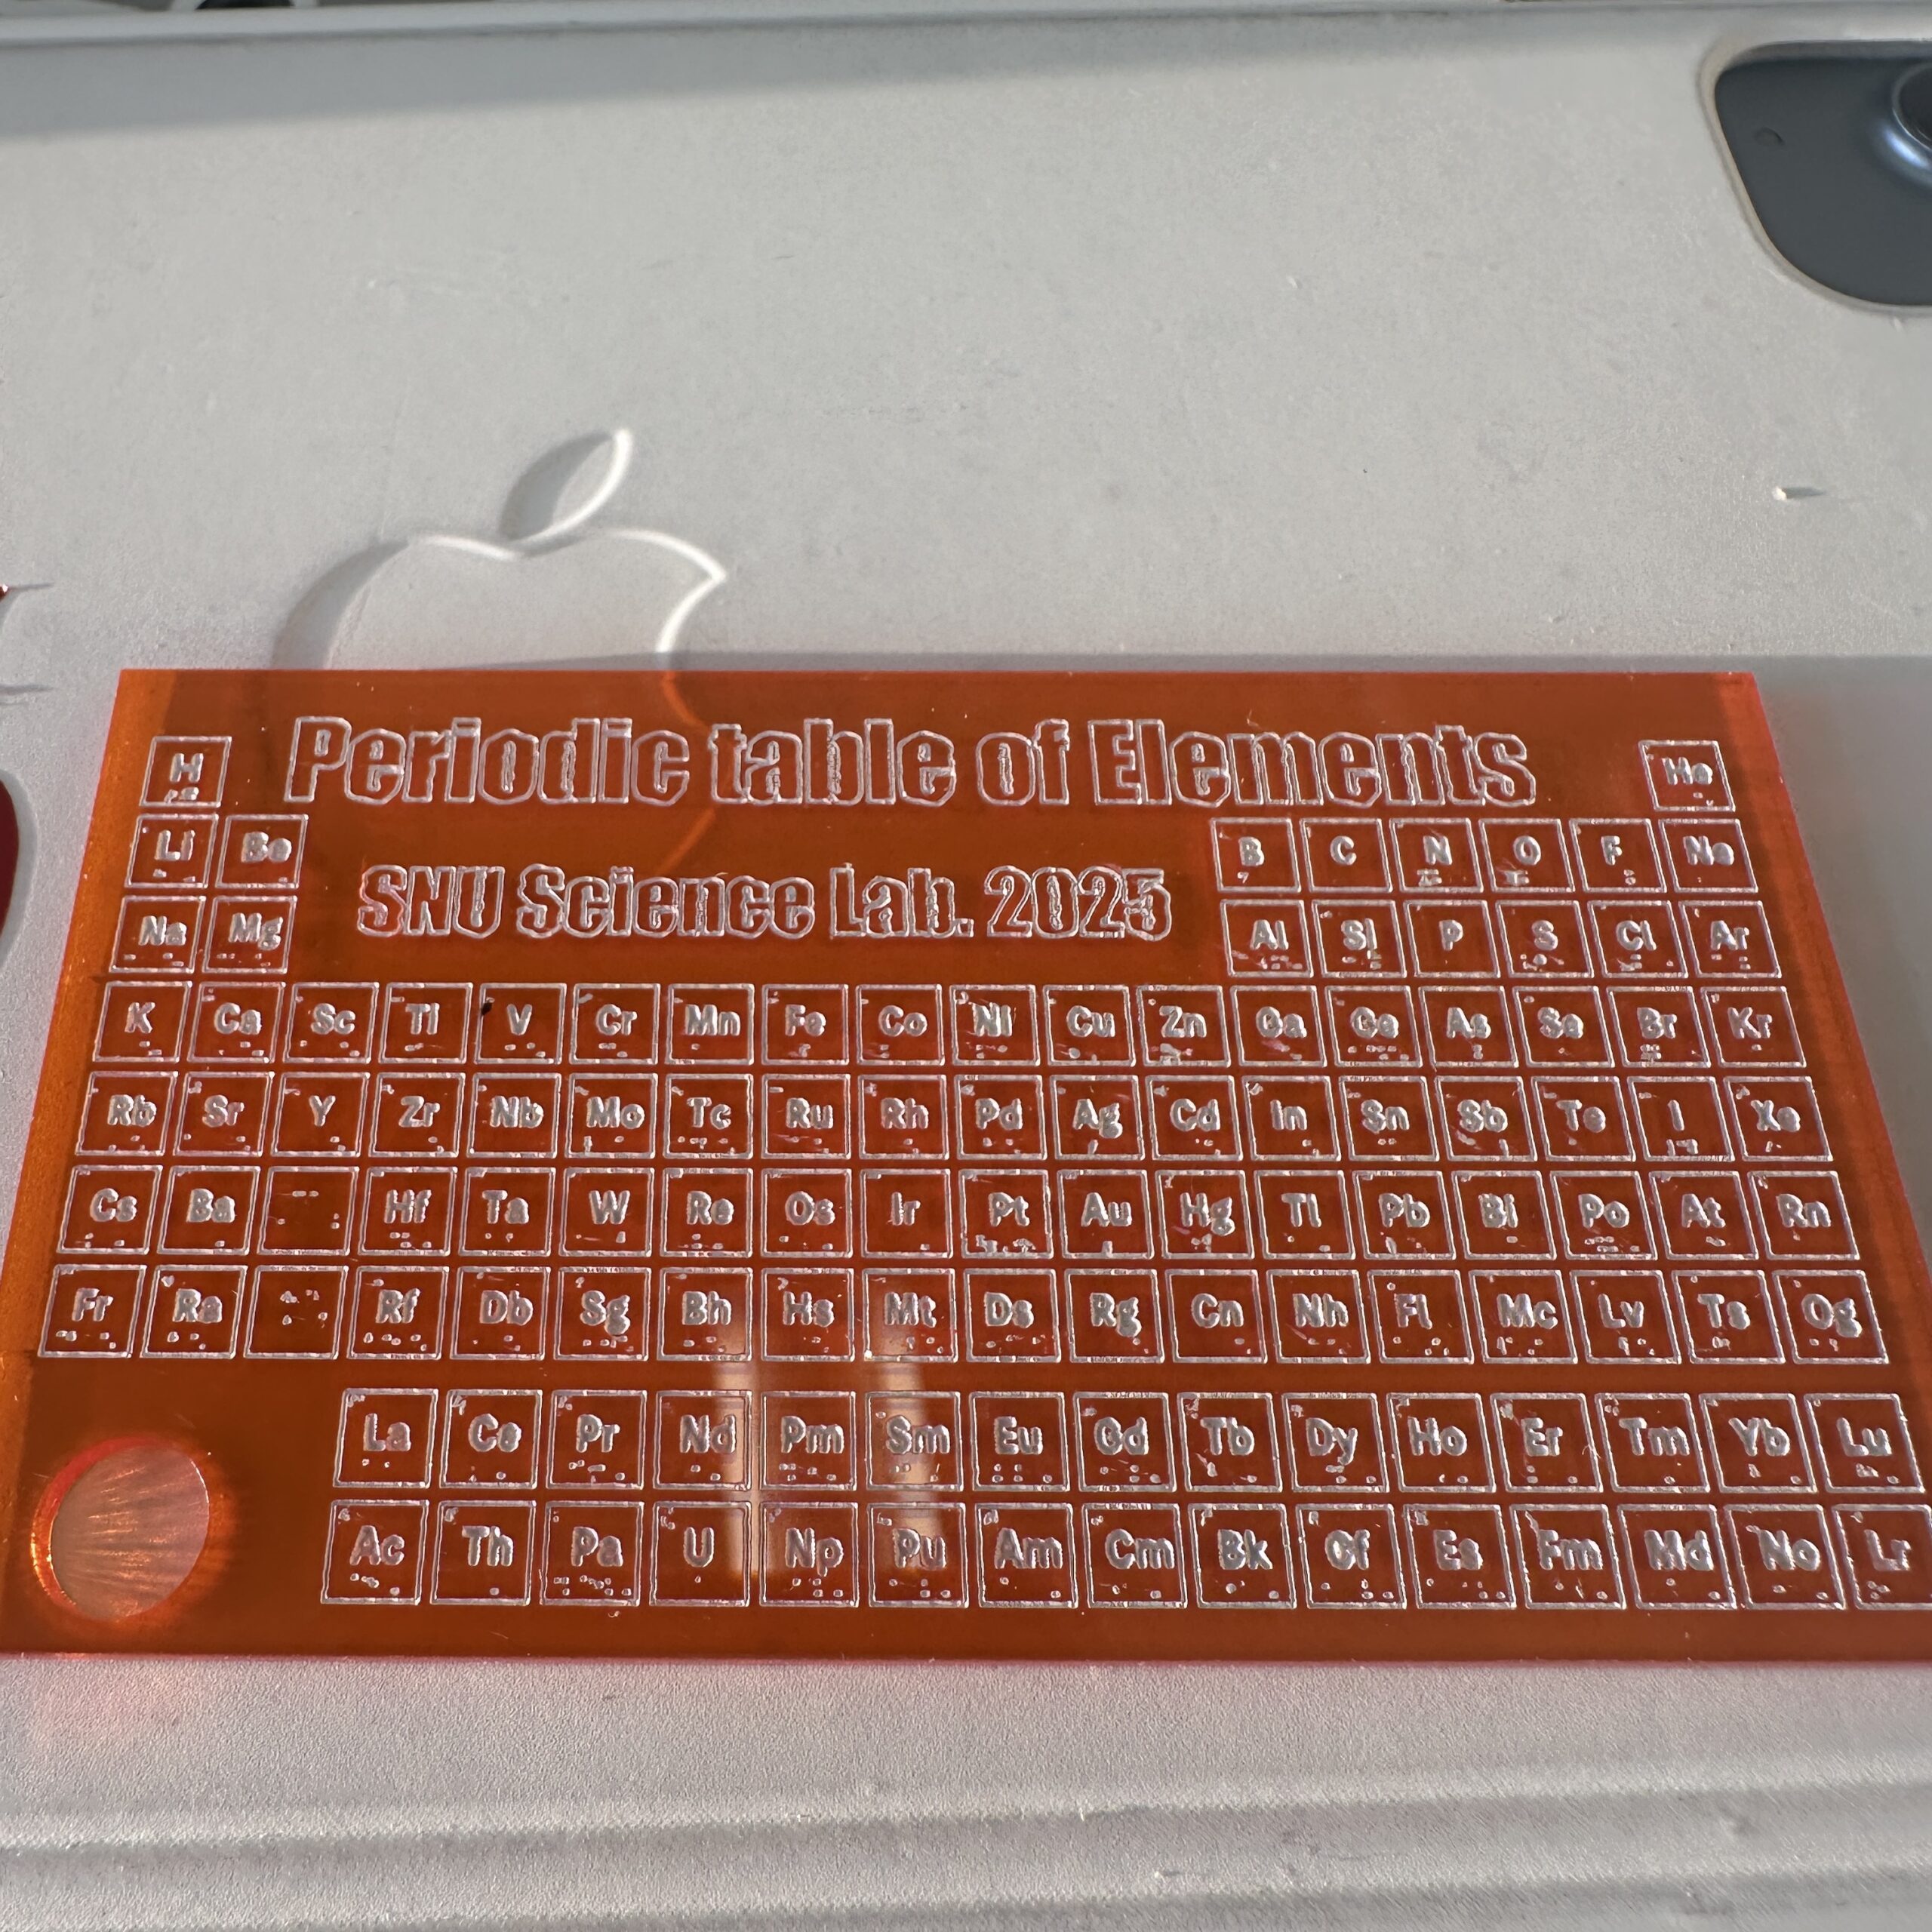 Periodic table of Elements
H He
SNU Science Lab. 2025
Li Be B C N O F Ne
Na Mg Al Si P S Cl Ar
K Ca Sc Ti V Cr Mn Fe Co Ni Cu Zn Ga Ge As Se Br Kr
Rb Sr Y Zr Nb Mo Tc Ru Rh Pd Ag Cd In Sn Sb Te I Xe
Cs Ba Hf Ta W Re Os Ir Pt Au Hg Tl Pb Bi Po At Rn
Fr Ra Rf Db Sg Bh Hs Mt Ds Rg Cn Nh Fl Mc Lv Ts Og
La Ce Pr Nd Pm Sm Eu Gd Tb Dy Ho Er Tm Yb Lu
Ac Th Pa U Np Pu Am Cm Bk Cf Es Fm Md No Lr